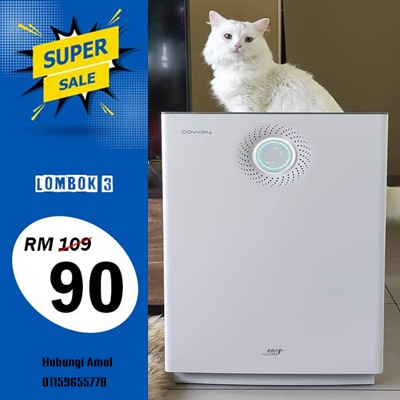 SUPER
SALE
LOMBOK 3
RM 109
90
Hubungi Amal
01159655778
coway